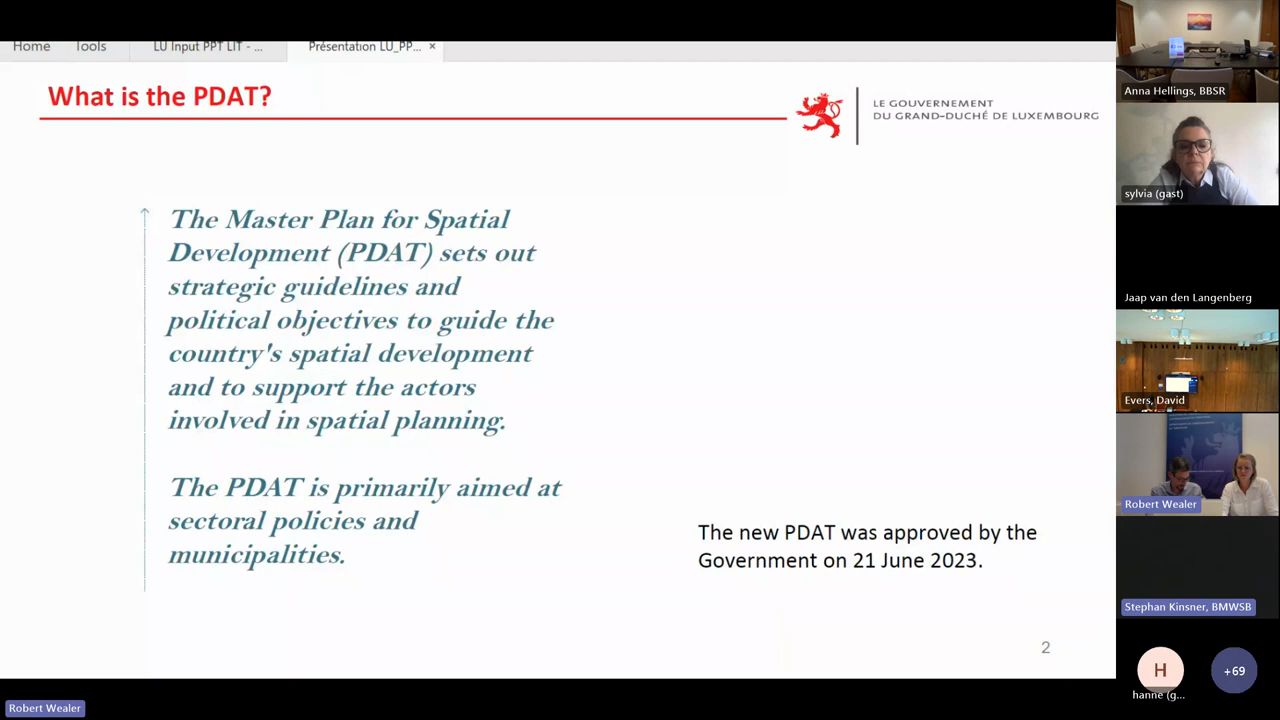 Home Tools LU Input PPT LIT - ... Présentation LU_PP... ×
What is the PDAT?
LE GOUVERNEMENT
DU GRAND-DUCHÉ DE LUXEMBOURG
The Master Plan for Spatial
Development (PDAT) sets out
strategic guidelines and
political objectives to guide the
country's spatial development
and to support the actors
involved in spatial planning.
The PDAT is primarily aimed at
sectoral policies and
municipalities.
The new PDAT was approved by the
Government on 21 June 2023.
2
Robert Wealer
Anna Hellings, BBSR
sylvia (gast)
Jaap van den Langenberg
Evers, David
Robert Wealer
Stephan Kinsner, BMWSB
H
hanne (g...
+69